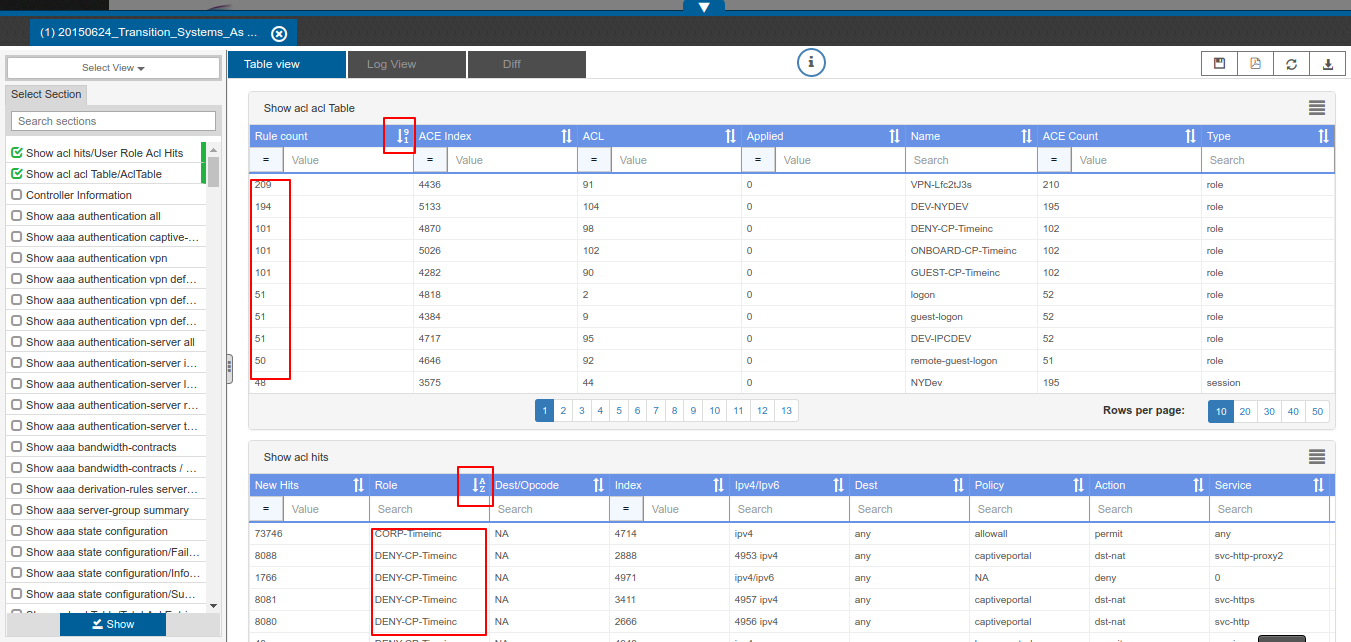 (1) 20150624_Transition_Systems_As ...
Select View
Select Section
Search sections
Show acl hits/User Role Acl Hits
Show acl acl Table/AclTable
Controller Information
Show aaa authentication all
Show aaa authentication captive-...
Show aaa authentication vpn
Show aaa authentication vpn def...
Show aaa authentication vpn def...
Show aaa authentication vpn def...
Show aaa authentication-server all
Show aaa authentication-server i...
Show aaa authentication-server l...
Show aaa authentication-server r...
Show aaa authentication-server t...
Show aaa bandwidth-contracts
Show aaa bandwidth-contracts / ...
Show aaa derivation-rules server...
Show aaa server-group summary
Show aaa state configuration
Show aaa state configuration/Fail...
Show aaa state configuration/Info...
Show aaa state configuration/Su...
Show
Table view Log View Diff i
Show acl acl Table
Rule count ACE Index ACL Applied Name ACE Count Type
= Value = Value = Value = Value Search = Value Search
209 4436 91 0 VPN-Lfc2tJ3s 210 role
194 5133 104 0 DEV-NYDEV 195 role
101 4870 98 0 DENY-CP-Timeinc 102 role
101 5026 102 0 ONBOARD-CP-Timeinc 102 role
101 4282 90 0 GUEST-CP-Timeinc 102 role
51 4818 2 0 logon 52 role
51 4384 9 0 guest-logon 52 role
51 4717 95 0 DEV-IPCDEV 52 role
50 4646 92 0 remote-guest-logon 51 role
48 3575 44 0 NYDev 195 session
1 2 3 4 5 6 7 8 9 10 11 12 13 Rows per page: 10 20 30 40 50
Show acl hits
New Hits Role Dest/Opcode Index Ipv4/Ipv6 Dest Policy Action Service
= Value Search Search = Value Search Search Search Search Search
73746 CORP-Timeinc NA 4714 ipv4 any allowall permit any
8088 DENY-CP-Timeinc NA 2888 4953 ipv4 any captiveportal dst-nat svc-http-proxy2
1766 DENY-CP-Timeinc NA 4971 ipv4/ipv6 any NA deny 0
8081 DENY-CP-Timeinc NA 3411 4957 ipv4 any captiveportal dst-nat svc-https
8080 DENY-CP-Timeinc NA 2666 4956 ipv4 any captiveportal dst-nat svc-http